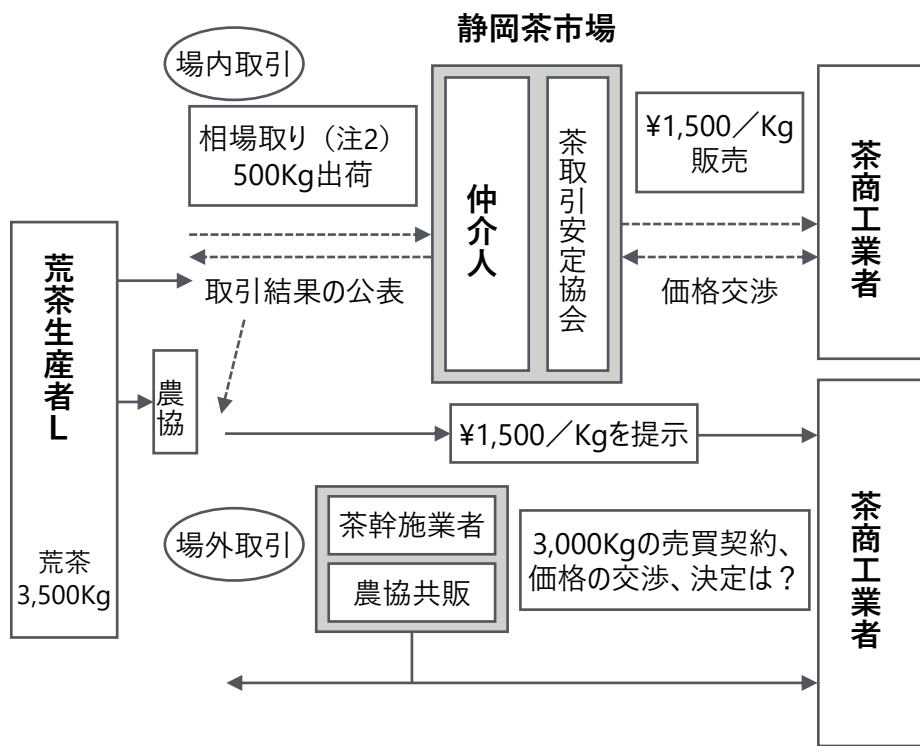 静岡茶市場
場内取引
相場取り（注2）
500Kg出荷
仲介人
茶取引安定協会
¥1,500／Kg
販売
茶商工業者
取引結果の公表
価格交渉
荒茶生産者L
農協
¥1,500／Kgを提示
場外取引
茶幹施業者
農協共販
3,000Kgの売買契約、
価格の交渉、決定は？
茶商工業者
荒茶
3,500Kg